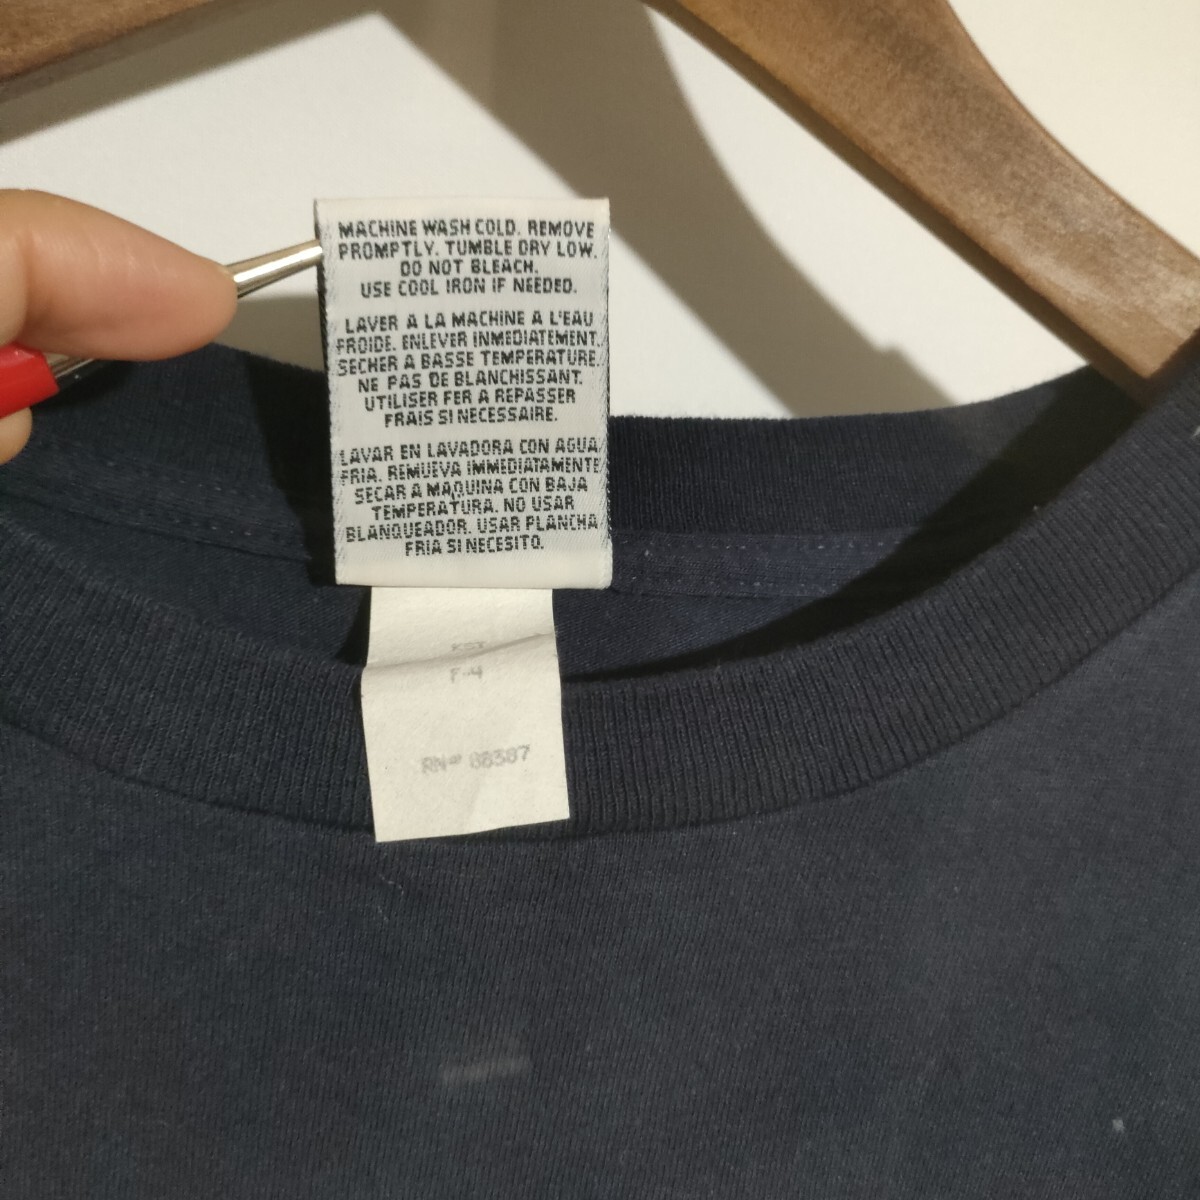 MACHINE WASH COLD. REMOVE
PROMPTLY. TUMBLE DRY LOW.
DO NOT BLEACH.
USE COOL IRON IF NEEDED.
LAVER A LA MACHINE A L'EAU
FROIDE. ENLEVER INMEDIATEMENT.
SECHER A BASSE TEMPERATURE.
NE PAS DE BLANCHISSANT.
UTILISER FER A REPASSER
FRAIS SI NECESSAIRE.
LAVAR EN LAVADORA CON AGUA
FRIA. REMUEVA IMMEDIATAMENTE
SECAR A MAQUINA CON BAJA
TEMPERATURA. NO USAR
BLANQUEADOR. USAR PLANCHA
FRIA SI NECESITO.
F-4
RNº 88387